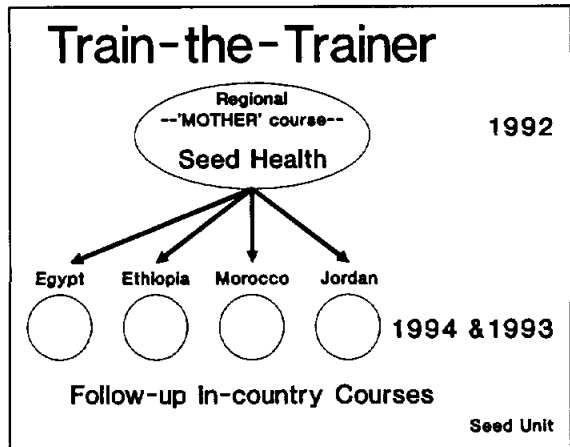 Train-the-Trainer
Regional
--'MOTHER' course--
Seed Health
1992
Egypt Ethiopia Morocco Jordan
1994 &1993
Follow-up in-country Courses
Seed Unit